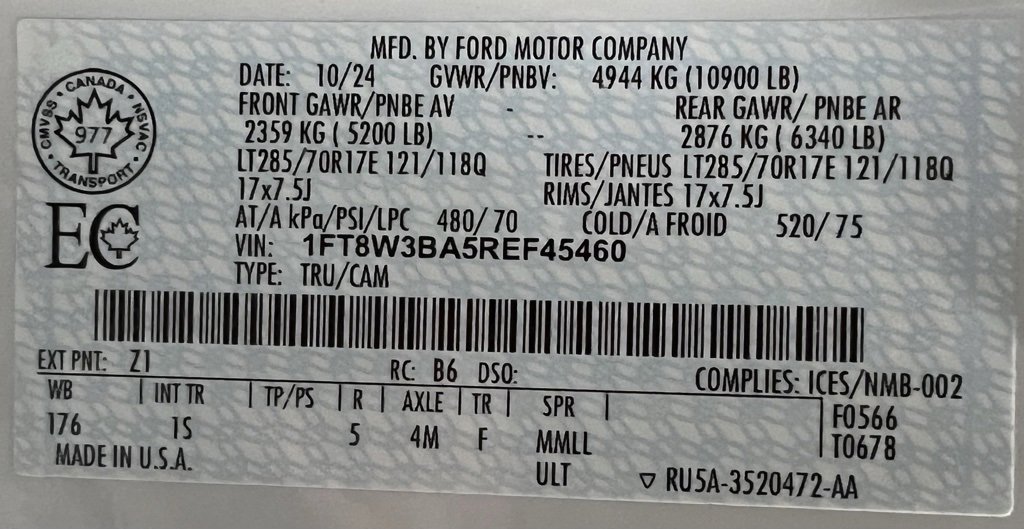 MFD. BY FORD MOTOR COMPANY
DATE: 10/24 GVWR/PNBV: 4944 KG (10900 LB)
FRONT GAWR/PNBE AV - REAR GAWR/ PNBE AR
2359 KG ( 5200 LB) -- 2876 KG ( 6340 LB)
LT285/70R17E 121/118Q TIRES/PNEUS LT285/70R17E 121/118Q
17x7.5J RIMS/JANTES 17x7.5J
AT/A kPa/PSI/LPC 480/ 70 COLD/A FROID 520/ 75
VIN: 1FT8W3BA5REF45460
TYPE: TRU/CAM
CANADA
CMVSS 977 NSVAC
TRANSPORT
EC
EXT PNT: Z1 RC: B6 DSO:
COMPLIES: ICES/NMB-002
WB | INT TR | TP/PS | R | AXLE | TR | SPR | F0566
176 1S 5 4M F MMLL T0678
MADE IN U.S.A. ULT ▽ RU5A-3520472-AA